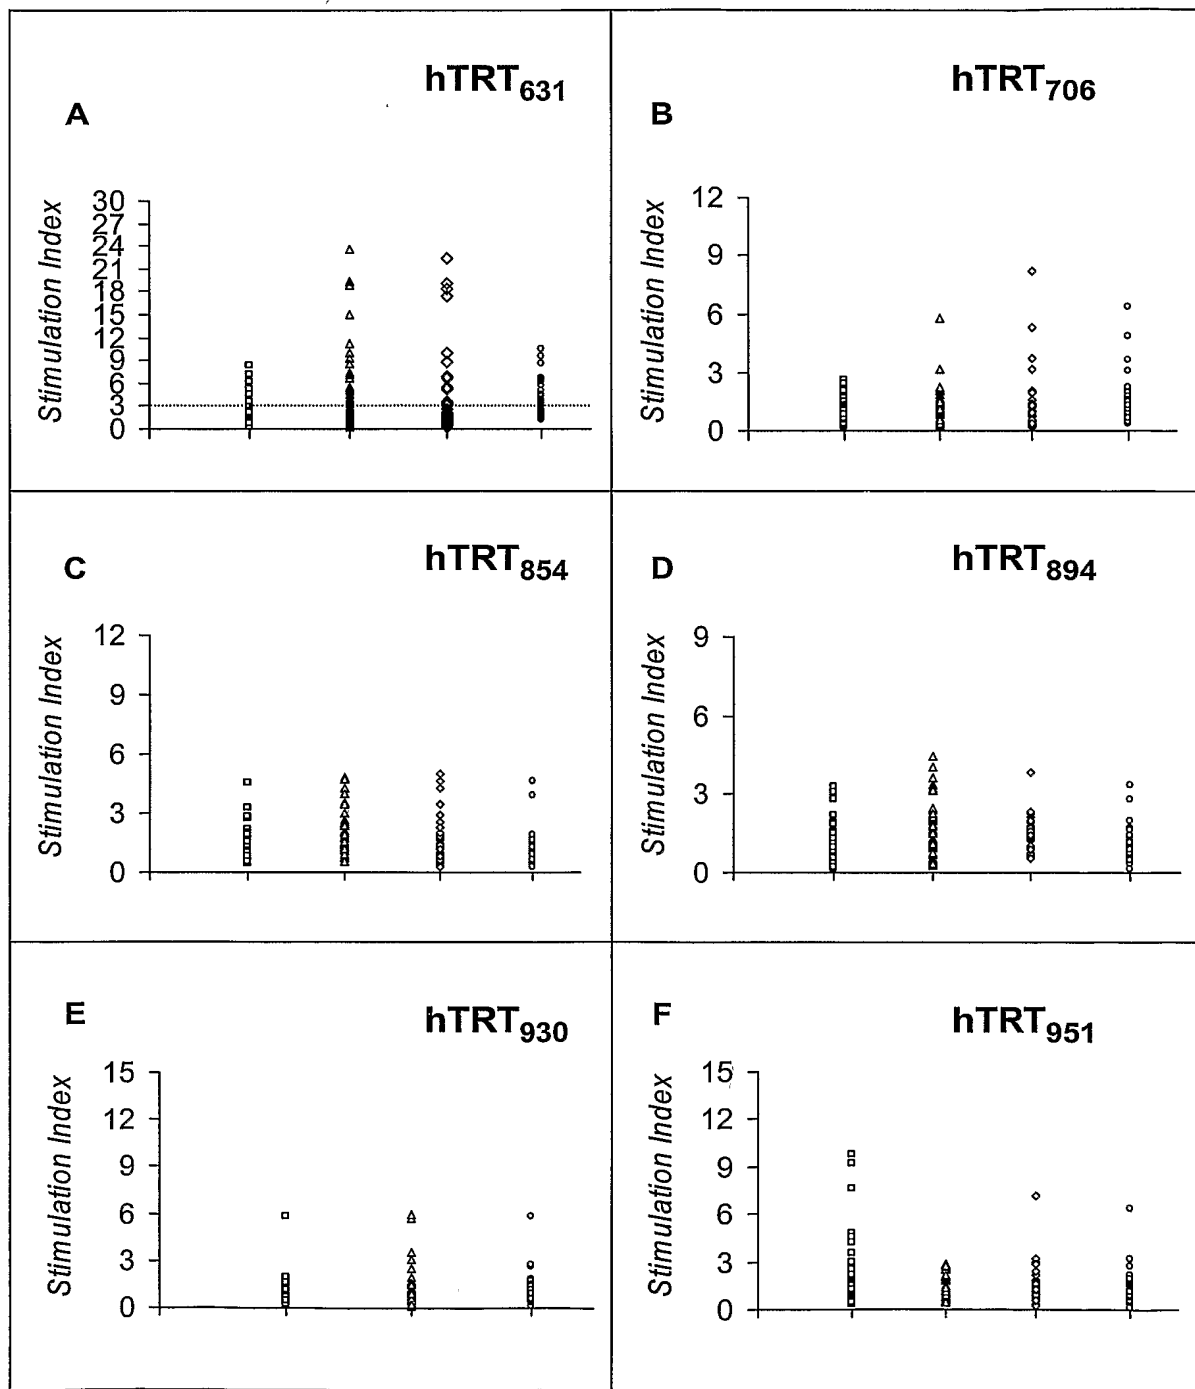 A
hTRT631
Stimulation Index
30
27
24
21
18
15
12
9
6
3
0
B
hTRT706
Stimulation Index
12
9
6
3
0
C
hTRT854
Stimulation Index
12
9
6
3
0
D
hTRT894
Stimulation Index
9
6
3
0
E
hTRT930
Stimulation Index
15
12
9
6
3
0
F
hTRT951
Stimulation Index
15
12
9
6
3
0